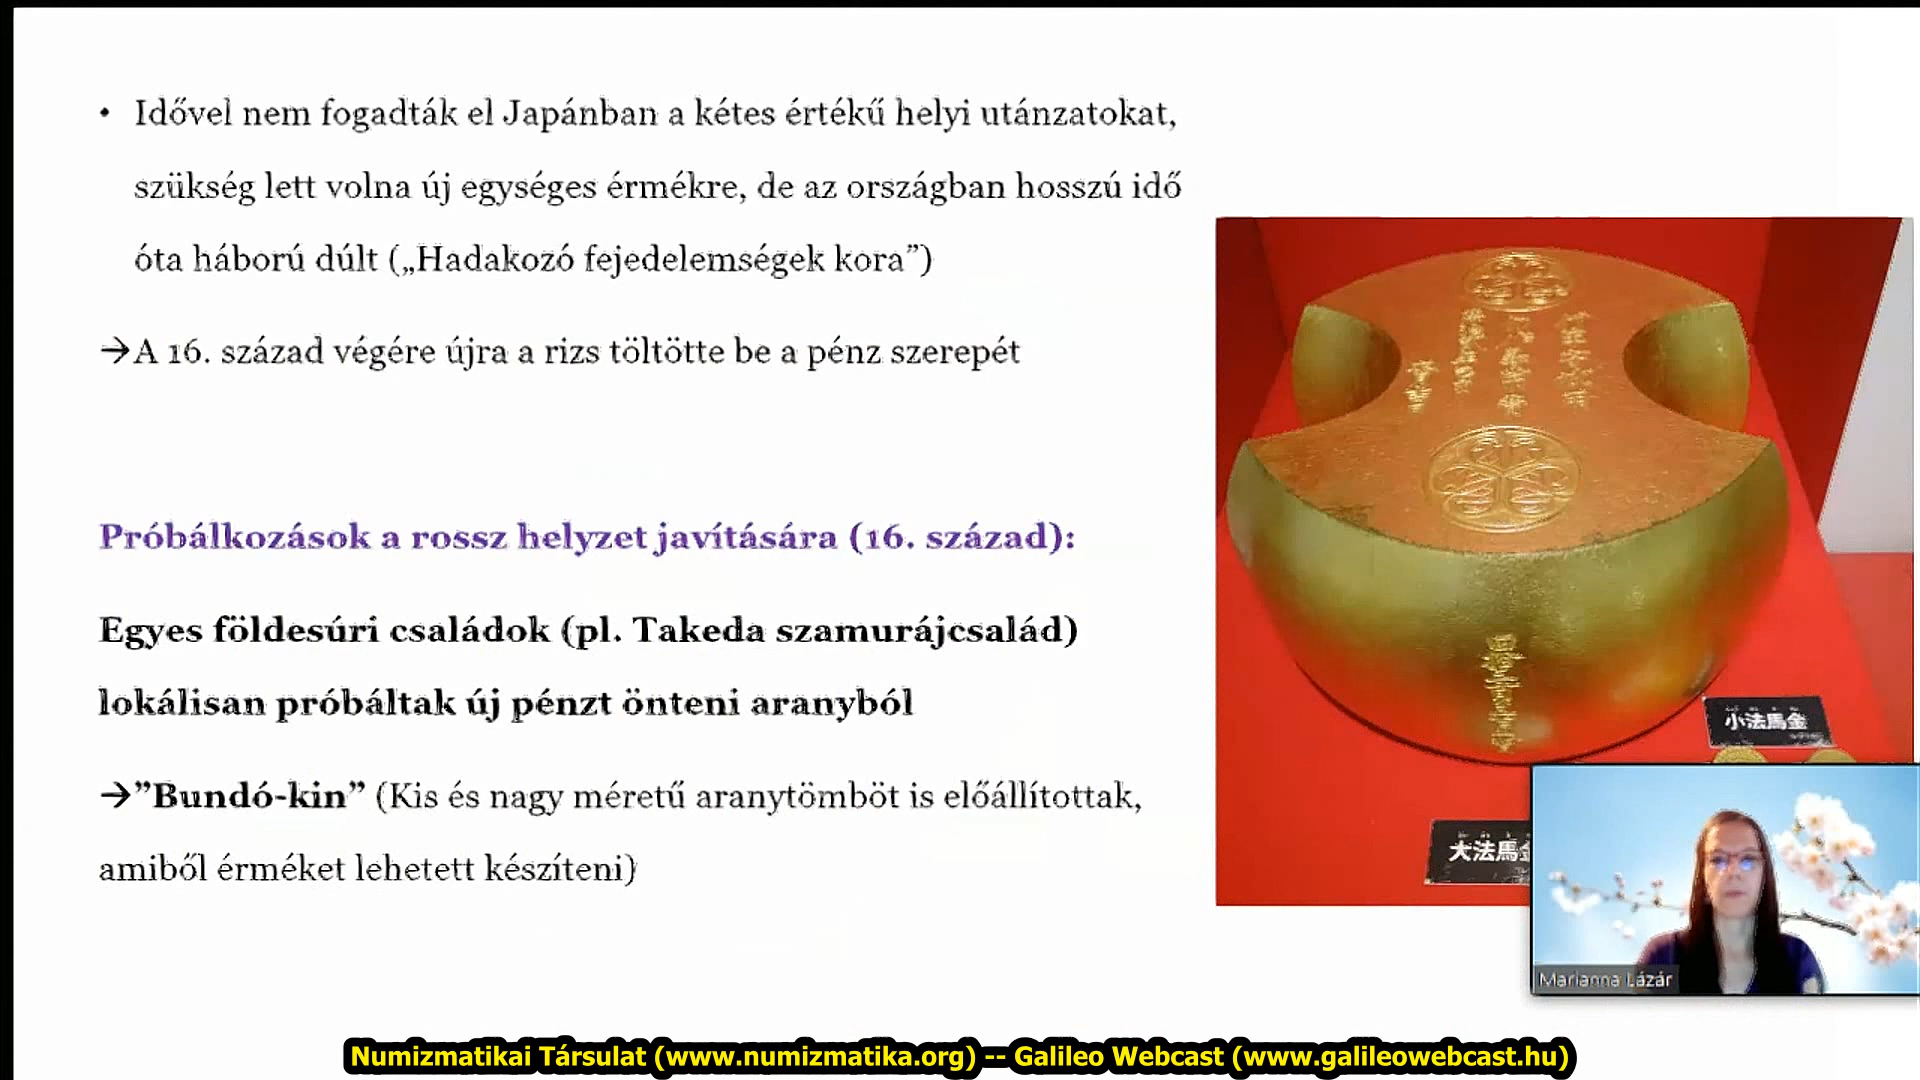 • Idővel nem fogadták el Japánban a kétes értékű helyi utánzatokat,
szükség lett volna új egységes érmékre, de az országban hosszú idő
óta háború dúlt („Hadakozó fejedelemségek kora”)
→A 16. század végére újra a rizs töltötte be a pénz szerepét
Próbálkozások a rossz helyzet javítására (16. század):
Egyes földesúri családok (pl. Takeda szamurájcsalád)
lokálisan próbáltak új pénzt önteni aranyból
→”Bundó-kin” (Kis és nagy méretű aranytömböt is előállítottak,
amiből érméket lehetett készíteni)
小法馬金
大法馬金
Marianna Lázár
Numizmatikai Társulat (www.numizmatika.org) -- Galileo Webcast (www.galileowebcast.hu)